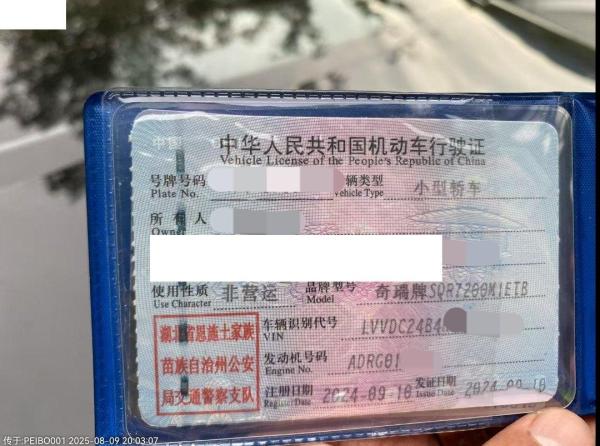 中华人民共和国机动车行驶证
Vehicle License of the People's Republic of China
号牌号码 辆类型 小型轿车
Plate No. Vehicle Type
所有人
Owner
使用性质 非营运 品牌型号 奇瑞牌SQR7200M1ETB
Use Character Model
湖北省恩施土家族
苗族自治州公安
局交通警察支队
车辆识别代号 LVVDC24B4
VIN
发动机号码 ADRG01
Engine No.
注册日期 2024-09-10 发证日期 2024-09-10
Register Date Issue Date
传于:PEIBO001 2025-08-09 20:03:07